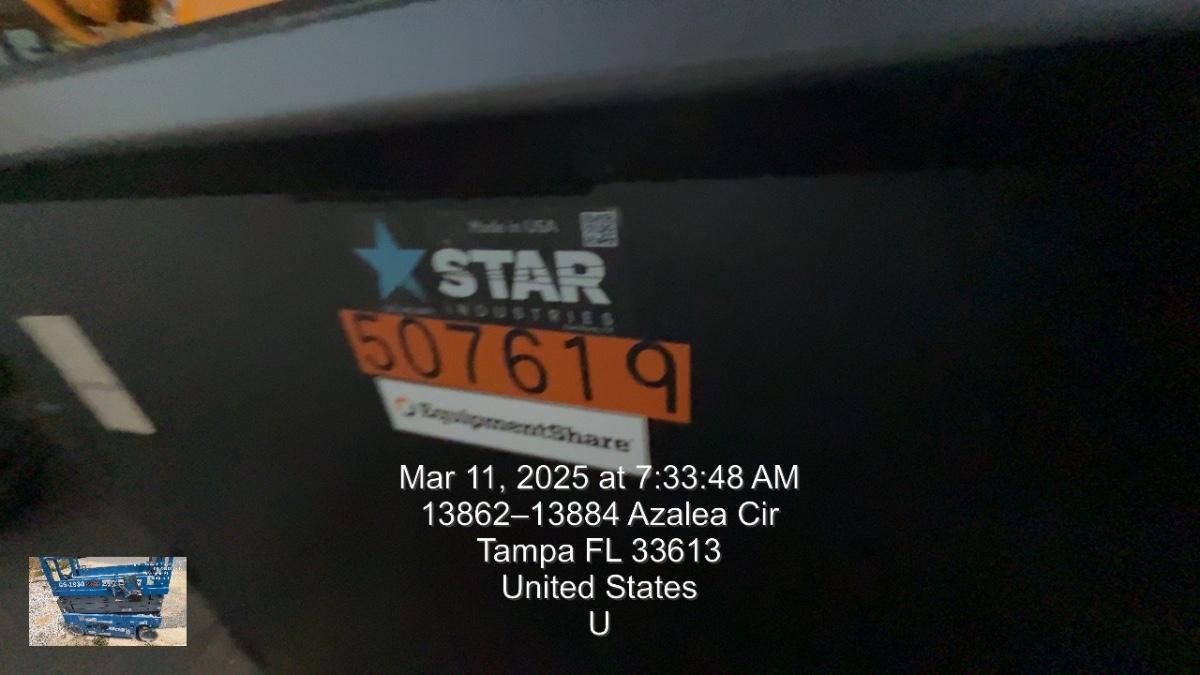 Made in USA
STAR
INDUSTRIES
507619
EquipmentShare
Mar 11, 2025 at 7:33:48 AM
13862–13884 Azalea Cir
Tampa FL 33613
United States
U